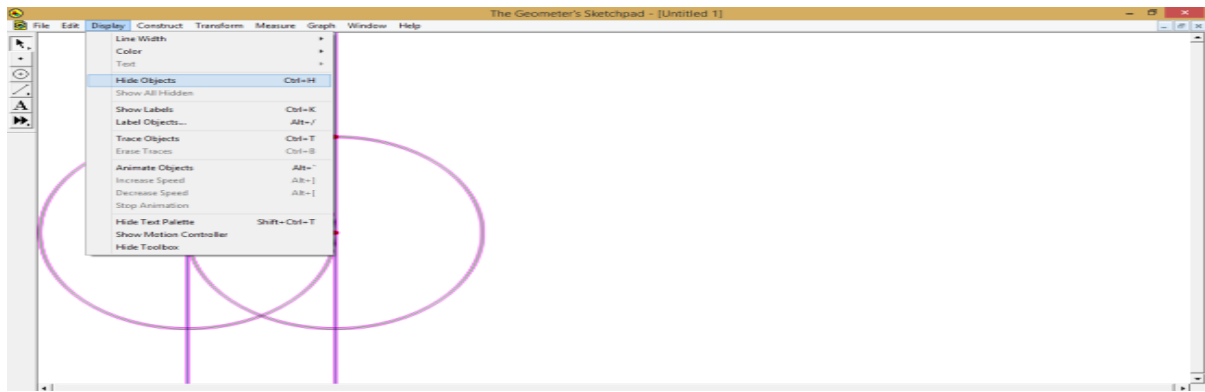 The Geometer's Sketchpad - [Untitled 1]
File Edit Display Construct Transform Measure Graph Window Help
Line Width
Color
Text
Hide Objects Ctrl+H
Show All Hidden
Show Labels Ctrl+K
Label Objects... Alt+/
Trace Objects Ctrl+T
Erase Traces Ctrl+B
Animate Objects Alt+`
Increase Speed Alt+]
Decrease Speed Alt+[
Stop Animation
Hide Text Palette Shift+Ctrl+T
Show Motion Controller
Hide Toolbox
A